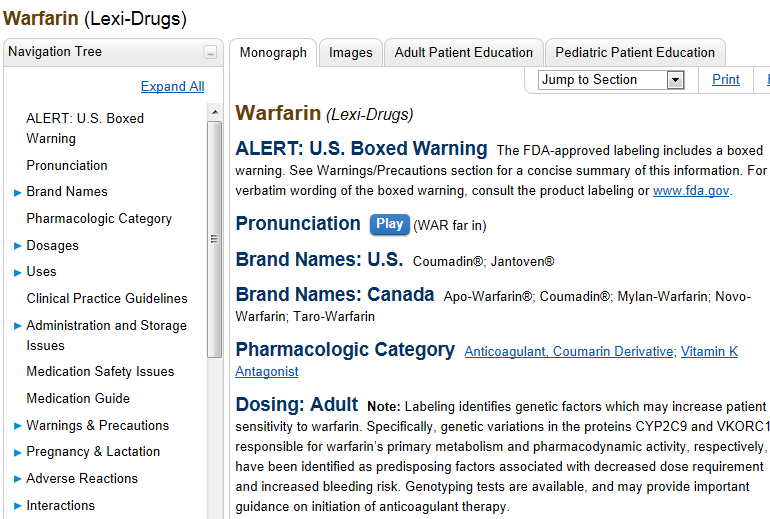 Warfarin (Lexi-Drugs)
Navigation Tree
Expand All
ALERT: U.S. Boxed
Warning
Pronunciation
Brand Names
Pharmacologic Category
Dosages
Uses
Clinical Practice Guidelines
Administration and Storage
Issues
Medication Safety Issues
Medication Guide
Warnings & Precautions
Pregnancy & Lactation
Adverse Reactions
Interactions
Monograph
Images
Adult Patient Education
Pediatric Patient Education
Jump to Section
Print
Warfarin (Lexi-Drugs)
ALERT: U.S. Boxed Warning The FDA-approved labeling includes a boxed
warning. See Warnings/Precautions section for a concise summary of this information. For
verbatim wording of the boxed warning, consult the product labeling or www.fda.gov.
Pronunciation Play (WAR far in)
Brand Names: U.S. Coumadin®; Jantoven®
Brand Names: Canada Apo-Warfarin®; Coumadin®; Mylan-Warfarin; Novo-
Warfarin; Taro-Warfarin
Pharmacologic Category Anticoagulant, Coumarin Derivative; Vitamin K
Antagonist
Dosing: Adult Note: Labeling identifies genetic factors which may increase patient
sensitivity to warfarin. Specifically, genetic variations in the proteins CYP2C9 and VKORC1
responsible for warfarin's primary metabolism and pharmacodynamic activity, respectively,
have been identified as predisposing factors associated with decreased dose requirement
and increased bleeding risk. Genotyping tests are available, and may provide important
guidance on initiation of anticoagulant therapy.